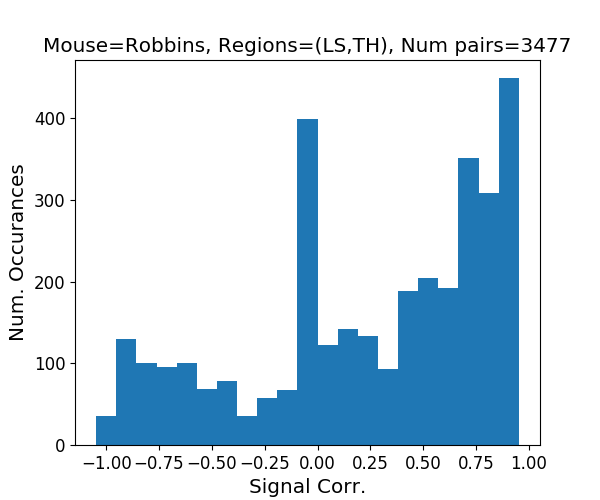 Mouse=Robbins, Regions=(LS,TH), Num pairs=3477
400
300
200
100
0
Num. Occurances
−1.00 −0.75 −0.50 −0.25 0.00 0.25 0.50 0.75 1.00
Signal Corr.